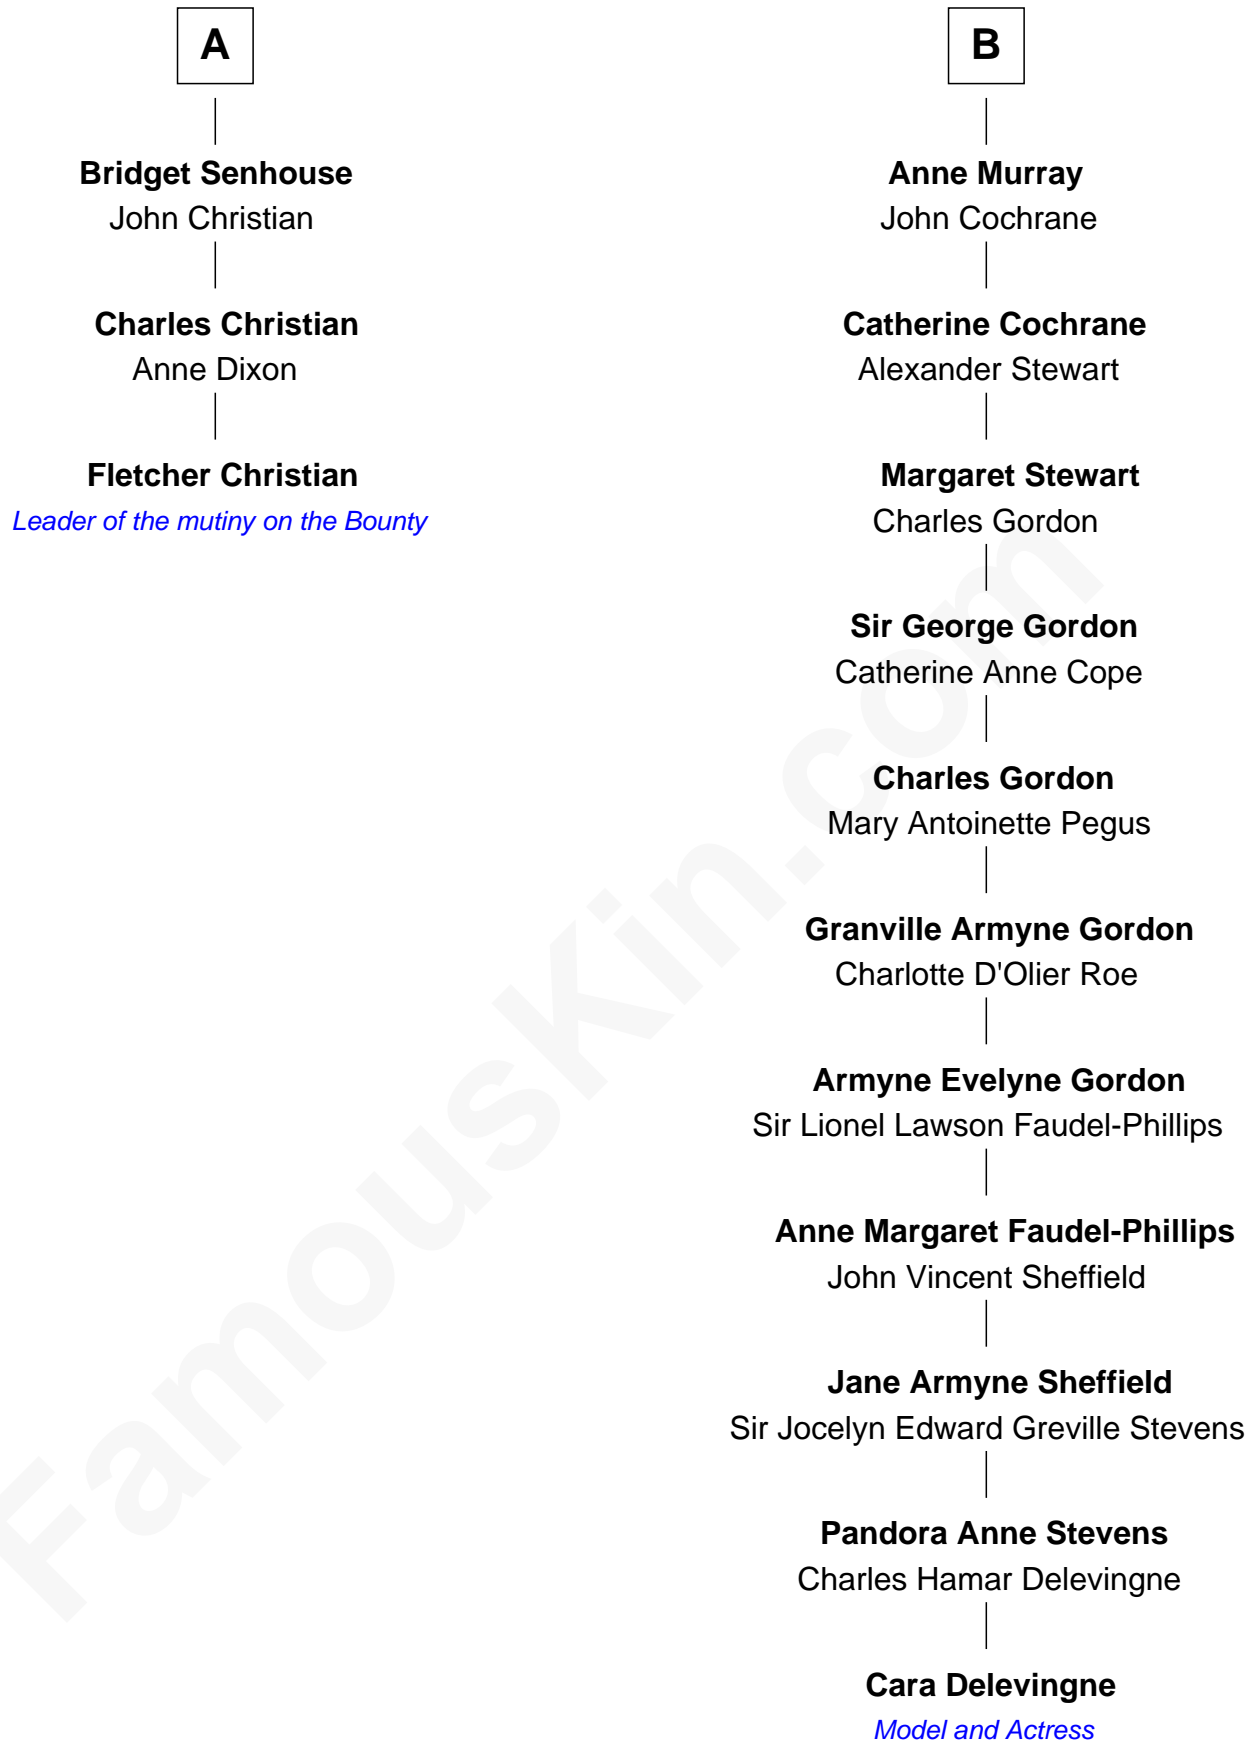 A
Bridget Senhouse
John Christian
Charles Christian
Anne Dixon
Fletcher Christian
Leader of the mutiny on the Bounty
B
Anne Murray
John Cochrane
Catherine Cochrane
Alexander Stewart
Margaret Stewart
Charles Gordon
Sir George Gordon
Catherine Anne Cope
Charles Gordon
Mary Antoinette Pegus
Granville Armyne Gordon
Charlotte D'Olier Roe
Armyne Evelyne Gordon
Sir Lionel Lawson Faudel-Phillips
Anne Margaret Faudel-Phillips
John Vincent Sheffield
Jane Armyne Sheffield
Sir Jocelyn Edward Greville Stevens
Pandora Anne Stevens
Charles Hamar Delevingne
Cara Delevingne
Model and Actress
FamousKin.com